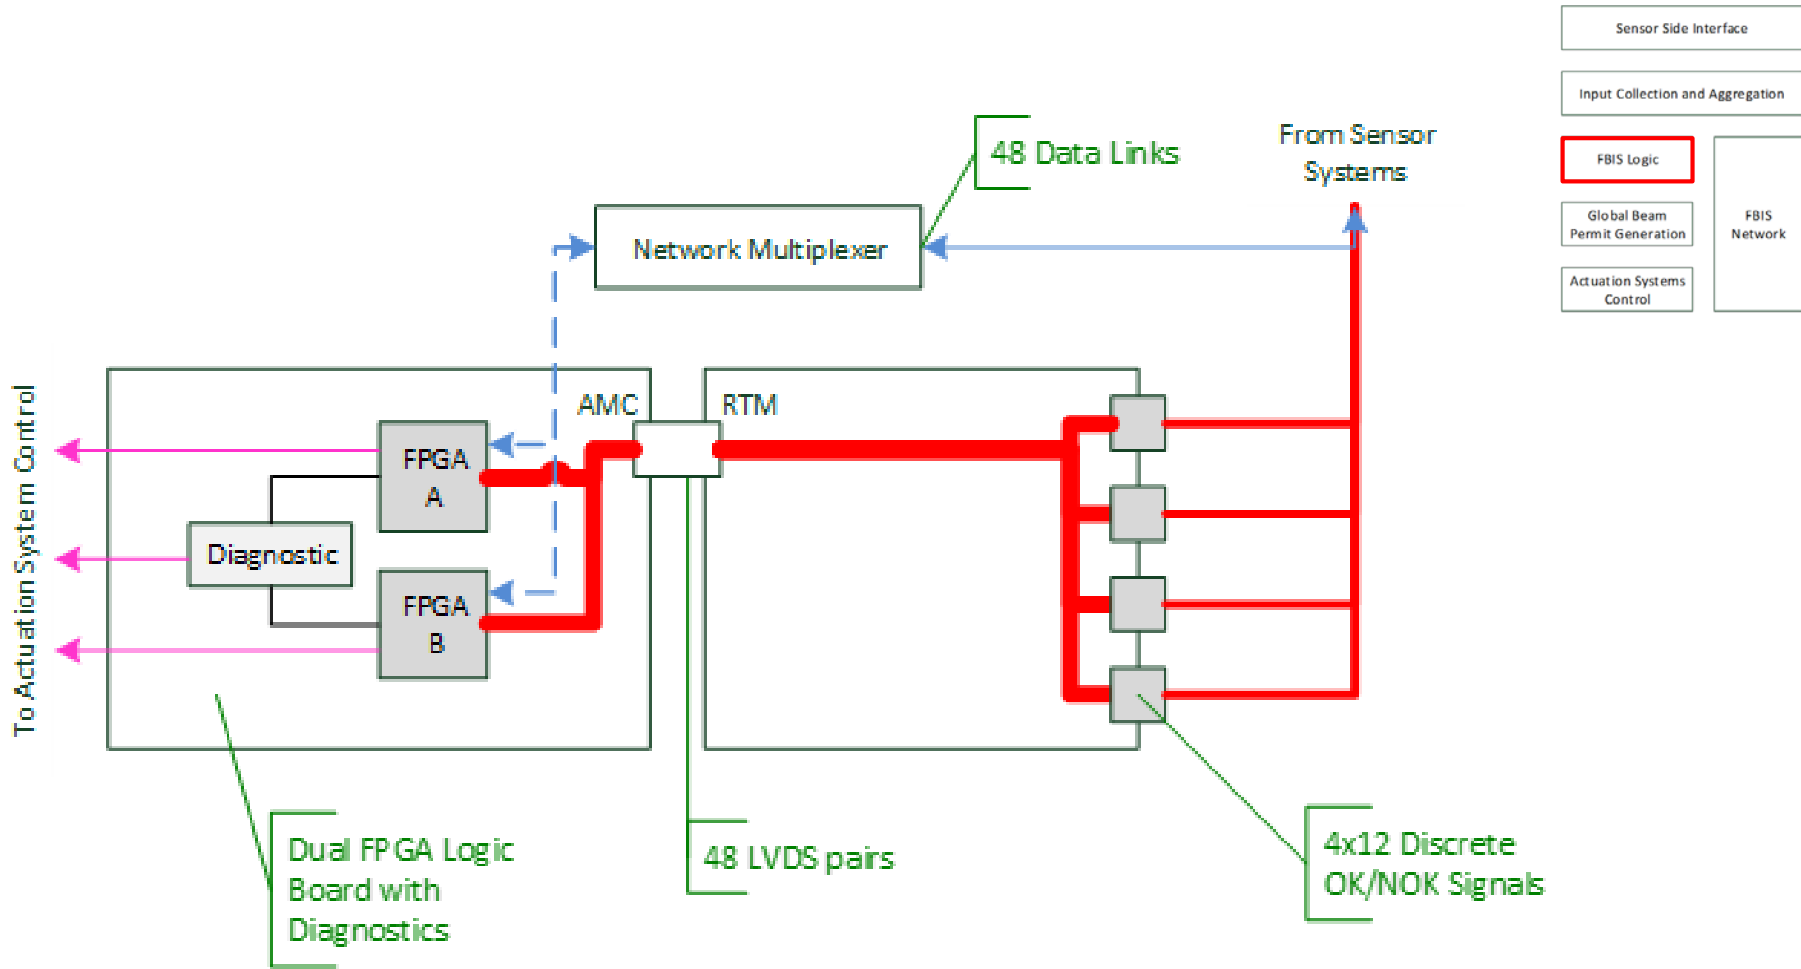 Sensor Side Interface
Input Collection and Aggregation
FBIS Logic
Global Beam
Permit Generation
Actuation Systems
Control
FBIS
Network
From Sensor
Systems
48 Data Links
Network Multiplexer
To Actuation System Control
AMC
RTM
FPGA
A
Diagnostic
FPGA
B
Dual FPGA Logic
Board with
Diagnostics
48 LVDS pairs
4x12 Discrete
OK/NOK Signals